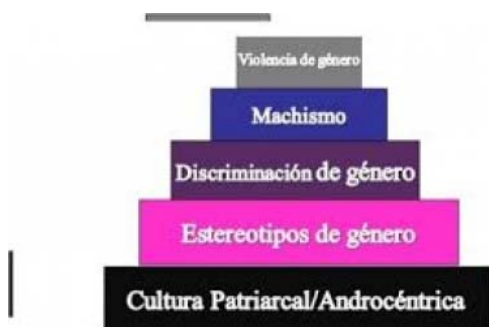 Violencia de género
Machismo
Discriminación de género
Estereotipos de género
Cultura Patriarcal/Androcéntrica